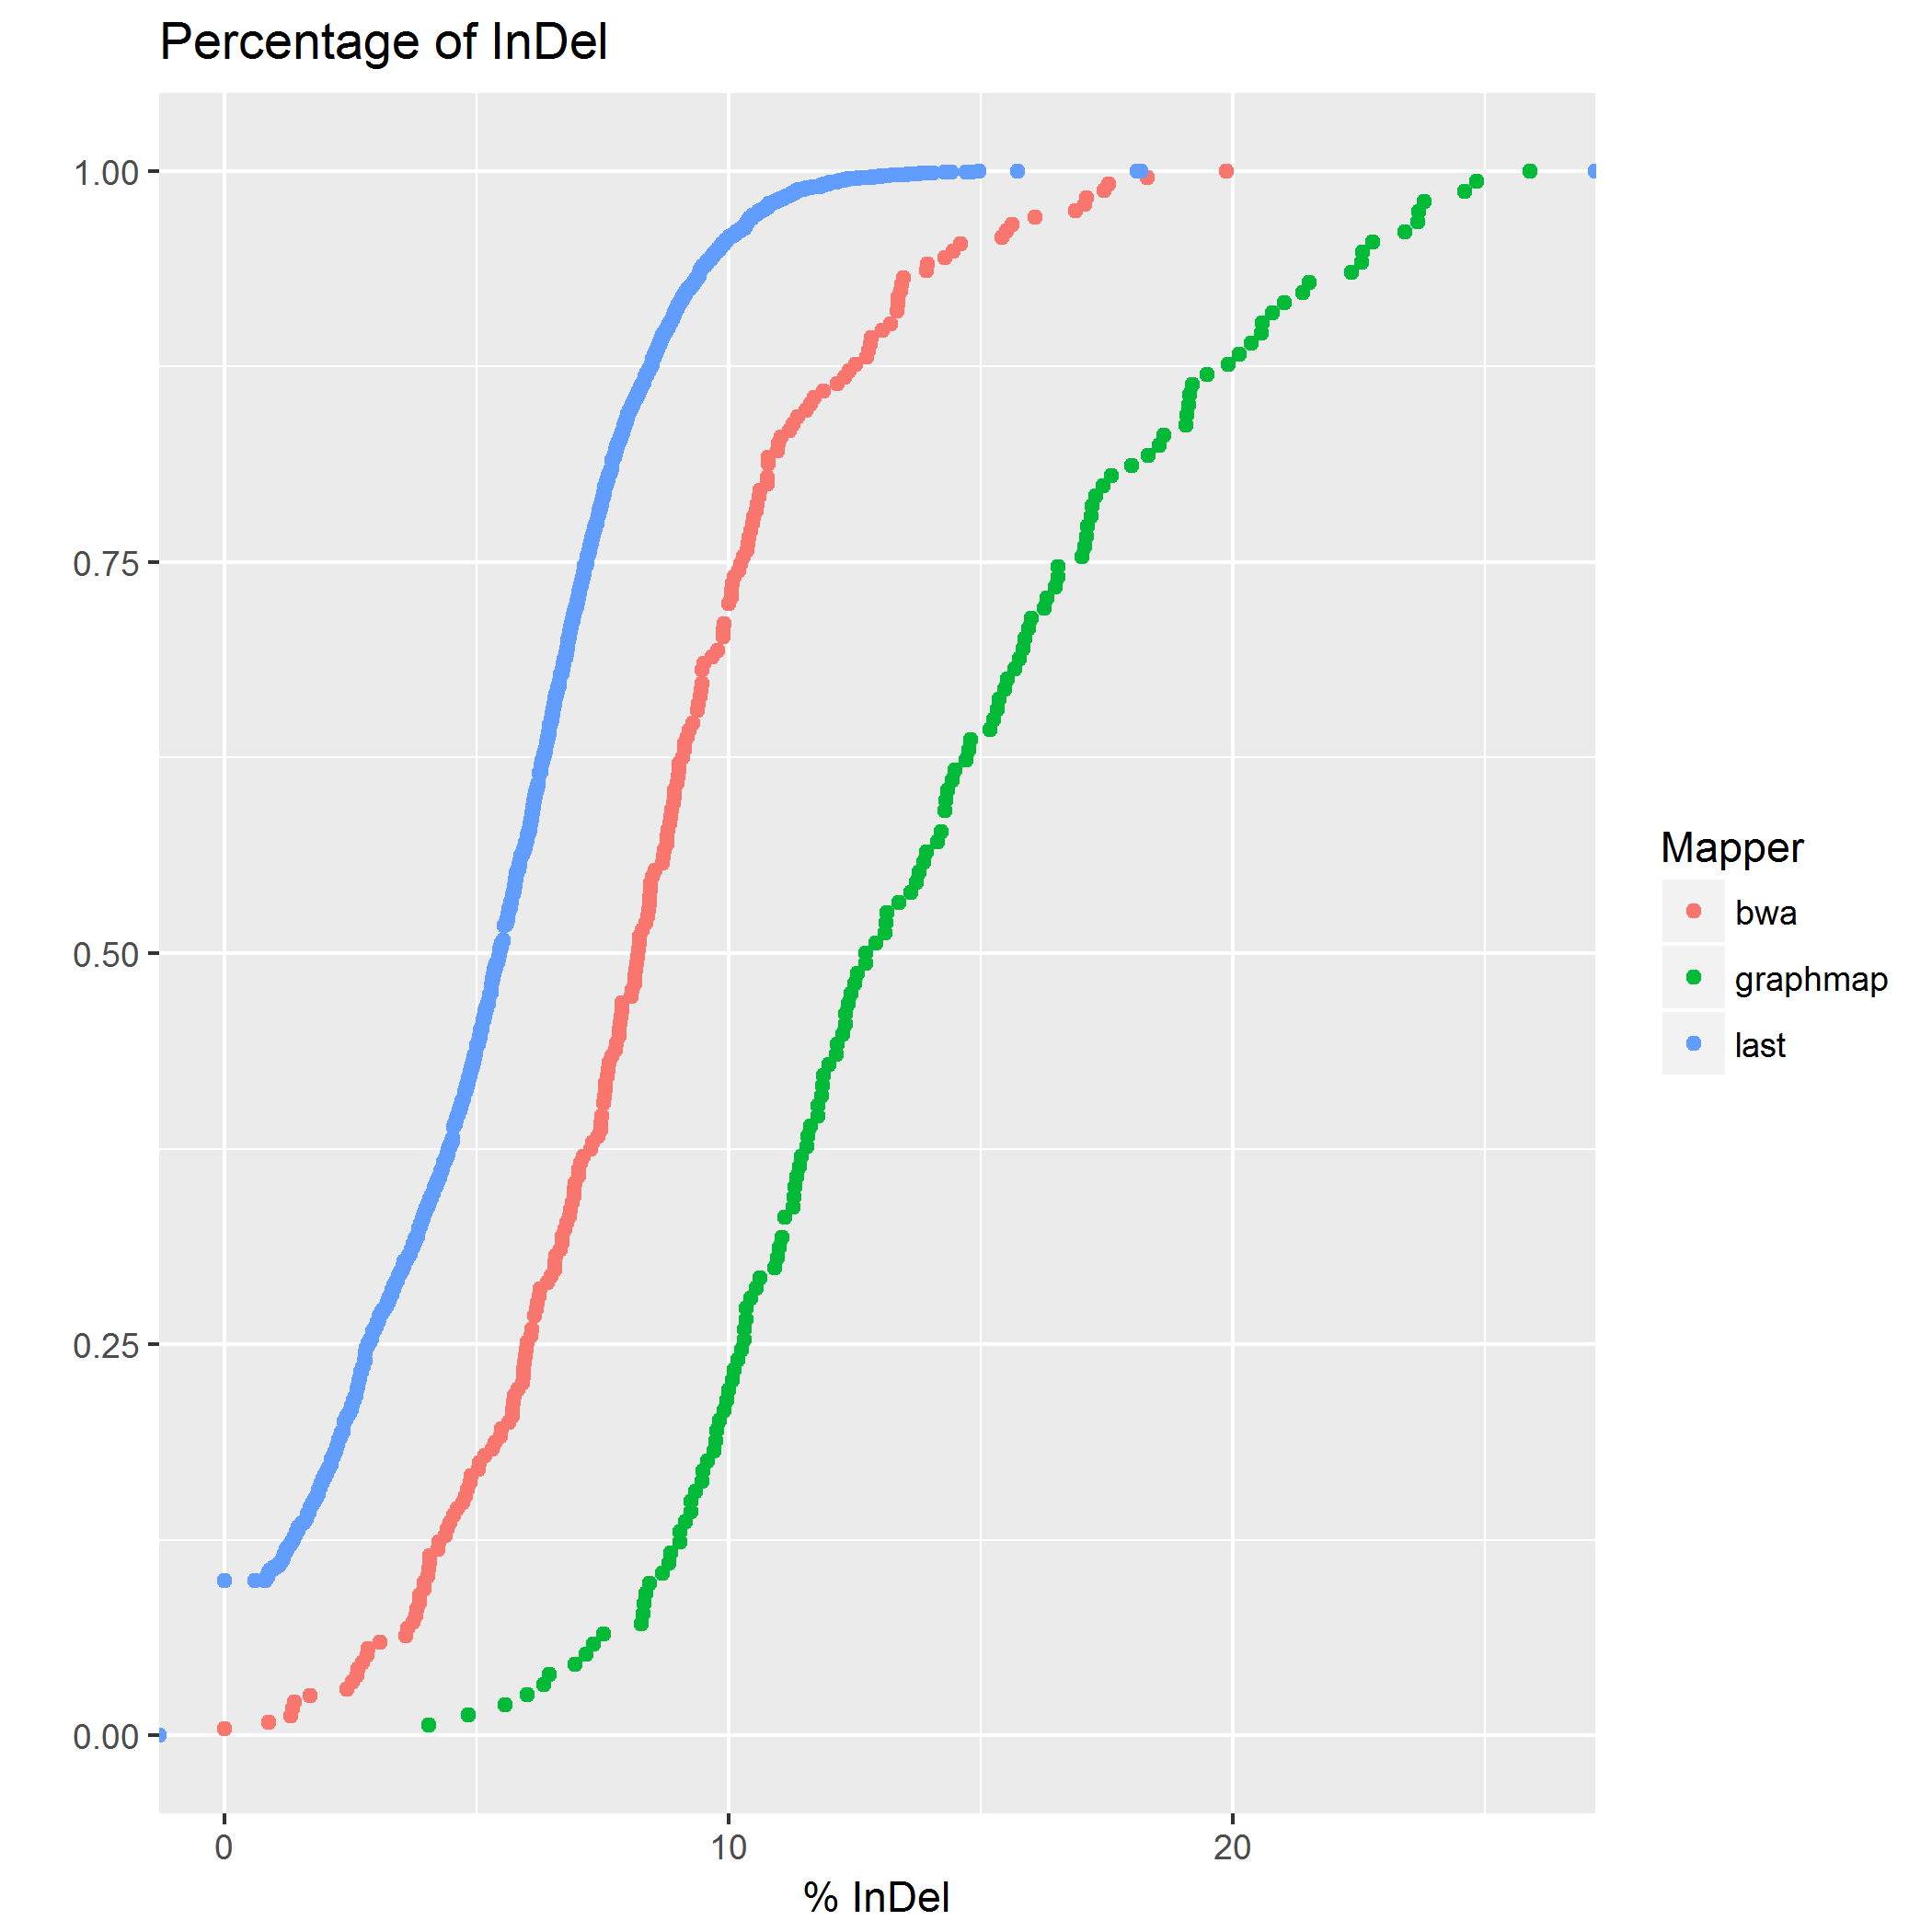 Percentage of InDel
1.00
0.75
0.50
0.25
0.00
0
10
20
% InDel
Mapper
bwa
graphmap
last